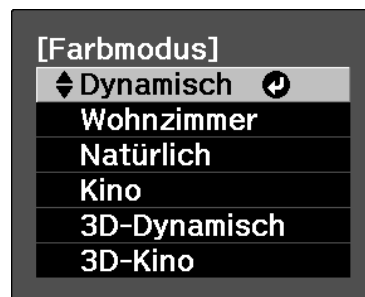 [Farbmodus]
Dynamisch
Wohnzimmer
Natürlich
Kino
3D-Dynamisch
3D-Kino